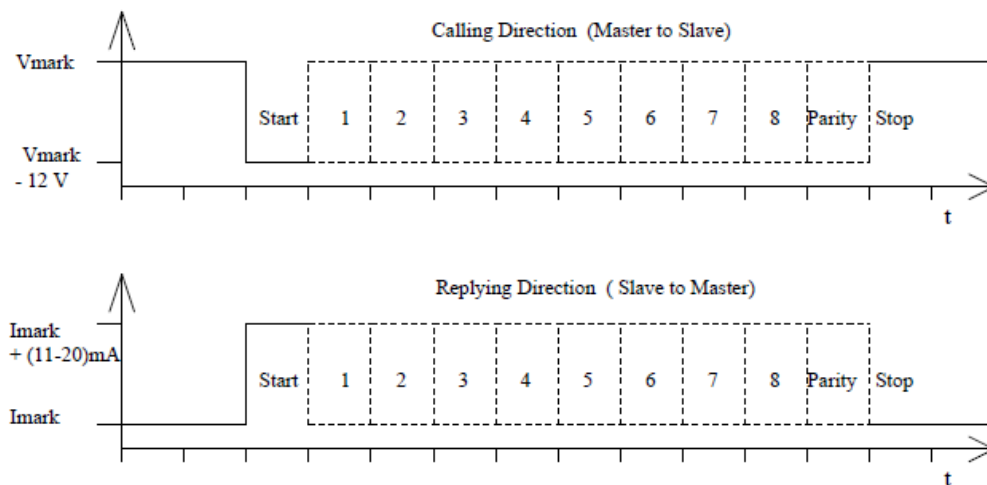 Calling Direction (Master to Slave)
Vmark
Start 1 2 3 4 5 6 7 8 Parity Stop
Vmark
- 12 V
t
Replying Direction ( Slave to Master)
Imark
+ (11-20)mA
Start 1 2 3 4 5 6 7 8 Parity Stop
Imark
t